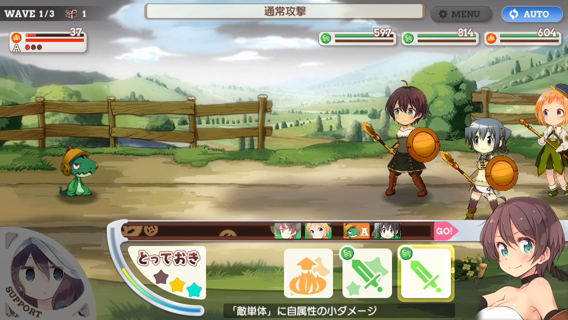 WAVE 1/3
1
通常攻撃
MENU
AUTO
37
A
597
814
604
A
GO!
とっておき
SUPPORT
「敵単体」に自属性の小ダメージ